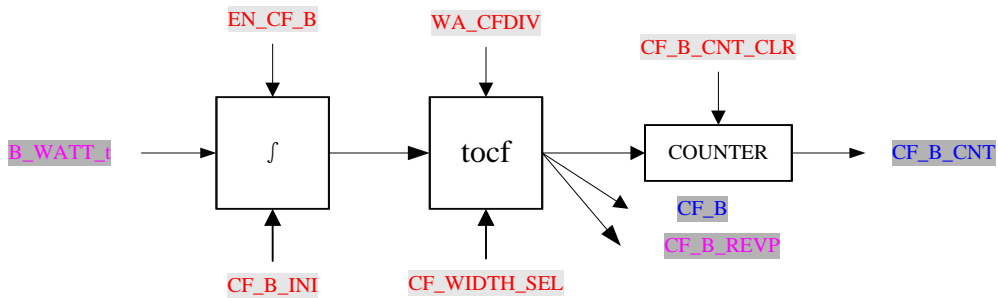 EN_CF_B
WA_CFDIV
CF_B_CNT_CLR
B_WATT_t
∫
tocf
COUNTER
CF_B_CNT
CF_B
CF_B_REVP
CF_B_INI
CF_WIDTH_SEL